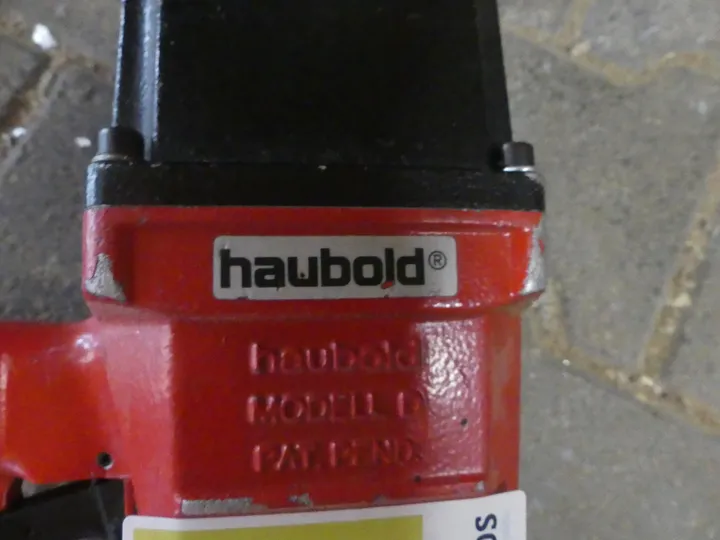 haubold®
haubold
MODELL D
PAT. PEND.